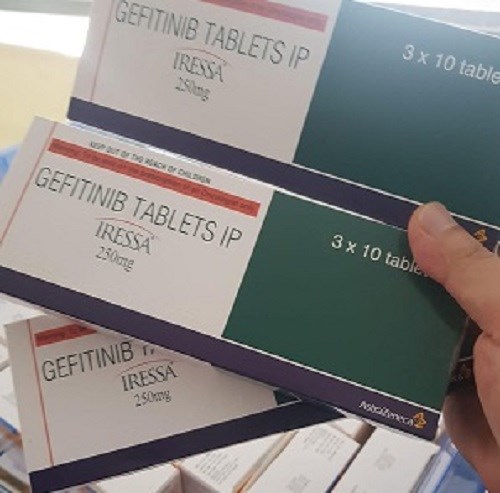 GEFITINIB TABLETS IP
IRESSA
250mg
3 x 10 table
KEEP OUT OF THE REACH OF CHILDREN
GEFITINIB TABLETS IP
IRESSA
250mg
3 x 10 table
AstraZeneca
GEFITINIB
IRESSA
250mg